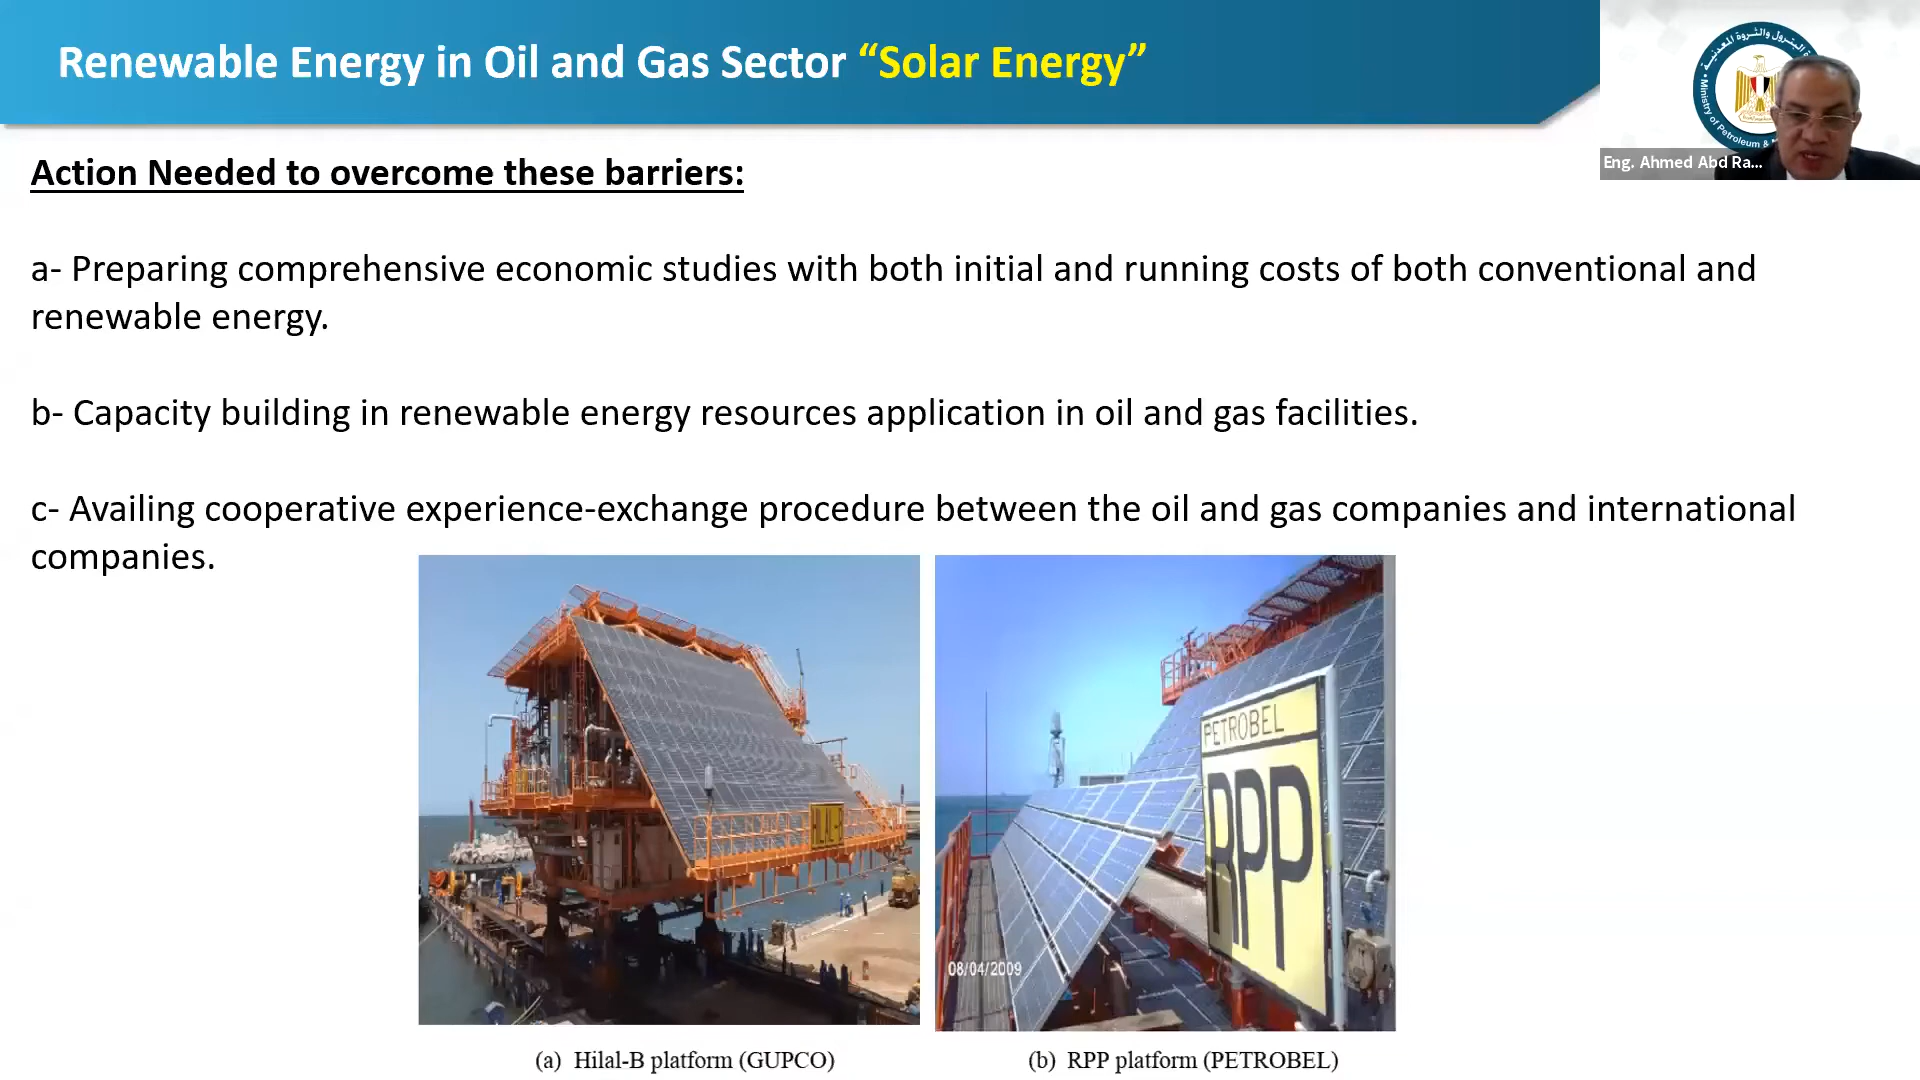 Renewable Energy in Oil and Gas Sector “Solar Energy”
Eng. Ahmed Abd Ra...
Ministry of Petroleum &
Action Needed to overcome these barriers:
a- Preparing comprehensive economic studies with both initial and running costs of both conventional and
renewable energy.
b- Capacity building in renewable energy resources application in oil and gas facilities.
c- Availing cooperative experience-exchange procedure between the oil and gas companies and international
companies.
PETROBEL
RPP
08/04/2009
(a) Hilal-B platform (GUPCO)
(b) RPP platform (PETROBEL)